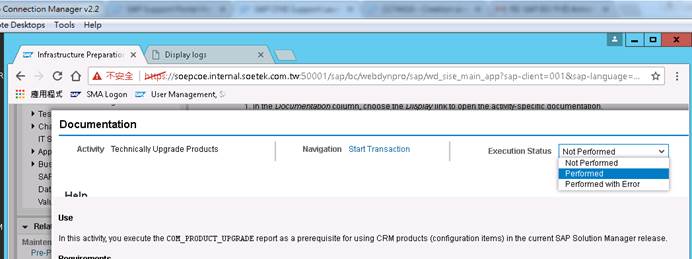 Connection Manager v2.2
ote Desktops Tools Help
Infrastructure Preparation
Display logs
不安全 https://soepcoe.internal.soetek.com.tw:50001/sap/bc/webdynpro/sap/wd_sise_main_app?sap-client=001&sap-language=...
應用程式 SMA Logon User Management, S
Tes
1. In the Documentation column, choose the Display link to open the activity-specific documentation.
Cha
Documentation
IT S
Activity Technically Upgrade Products Navigation Start Transaction Execution Status Not Performed
App
Not Performed
Bus
Performed
SAP
Performed with Error
Dat
Valu
Help
Use
Relat
In this activity, you execute the COM_PRODUCT_UPGRADE report as a prerequisite for using CRM products (configuration items) in the current SAP Solution Manager release.
Mainten
Pre-P
Requirements